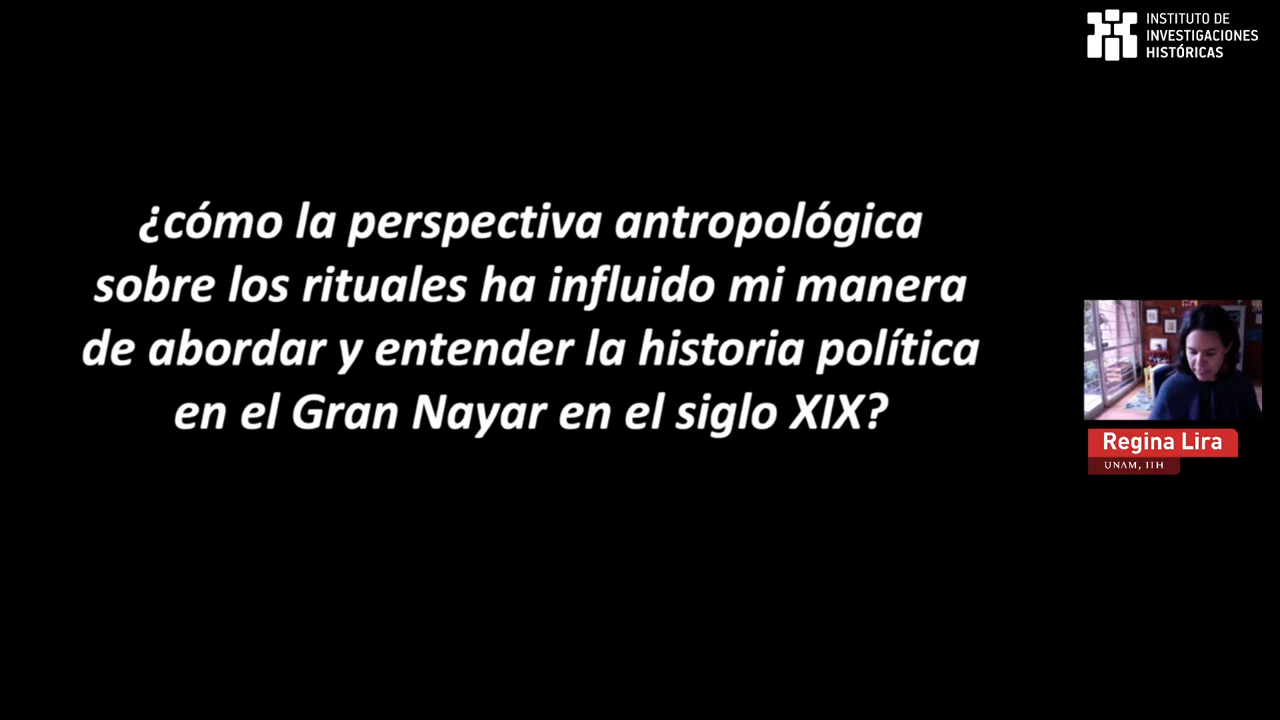 INSTITUTO DE
INVESTIGACIONES
HISTÓRICAS
¿cómo la perspectiva antropológica
sobre los rituales ha influido mi manera
de abordar y entender la historia política
en el Gran Nayar en el siglo XIX?
Regina Lira
UNAM, IIH